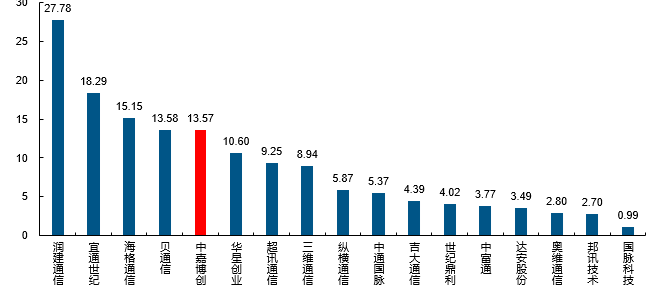 30
25
20
15
10
5
0
27.78
18.29
15.15
13.58
13.57
10.60
9.25
8.94
5.87
5.37
4.39
4.02
3.77
3.49
2.80
2.70
0.99
润建通信
宜通世纪
海格通信
贝通信
中嘉博创
华星创业
超讯通信
三维通信
纵横通信
中通国脉
吉大通信
世纪鼎利
中富通
达安股份
奥维通信
邦讯技术
国脉科技